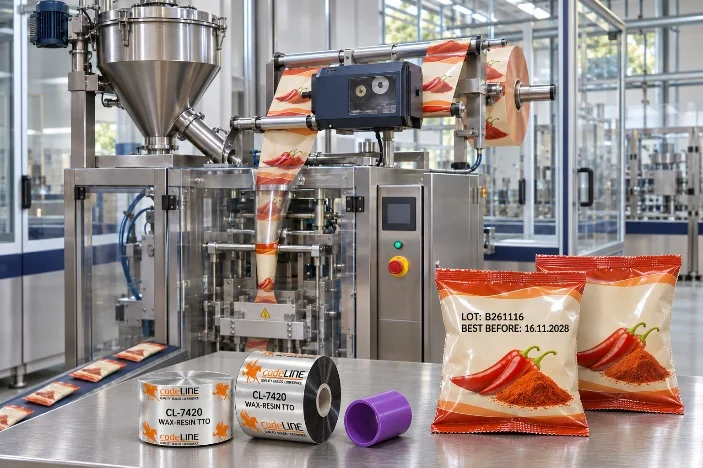 LOT: B261116
BEST BEFORE: 16.11.2028
codeLINE
CL-7420
WAX-RESIN TTO
codeLINE
codeLINE
CL-7420
WAX-RESIN TTO
codeLINE